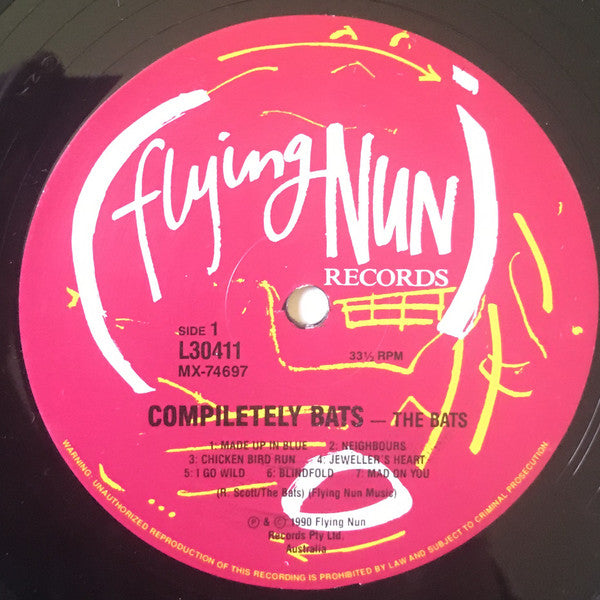 flying NUN
RECORDS
SIDE 1
L30411
MX-74697
33⅓ RPM
COMPILETELY BATS – THE BATS
1: MADE UP IN BLUE 2: NEIGHBOURS
3: CHICKEN BIRD RUN 4: JEWELLER'S HEART
5: I GO WILD 6: BLINDFOLD 7: MAD ON YOU
(R. Scott/The Bats) (Flying Nun Music)
Ⓟ & © 1990 Flying Nun
Records Pty Ltd.
Australia
WARNING: UNAUTHORIZED REPRODUCTION OF THIS RECORDING IS PROHIBITED BY LAW AND SUBJECT TO CRIMINAL PROSECUTION.